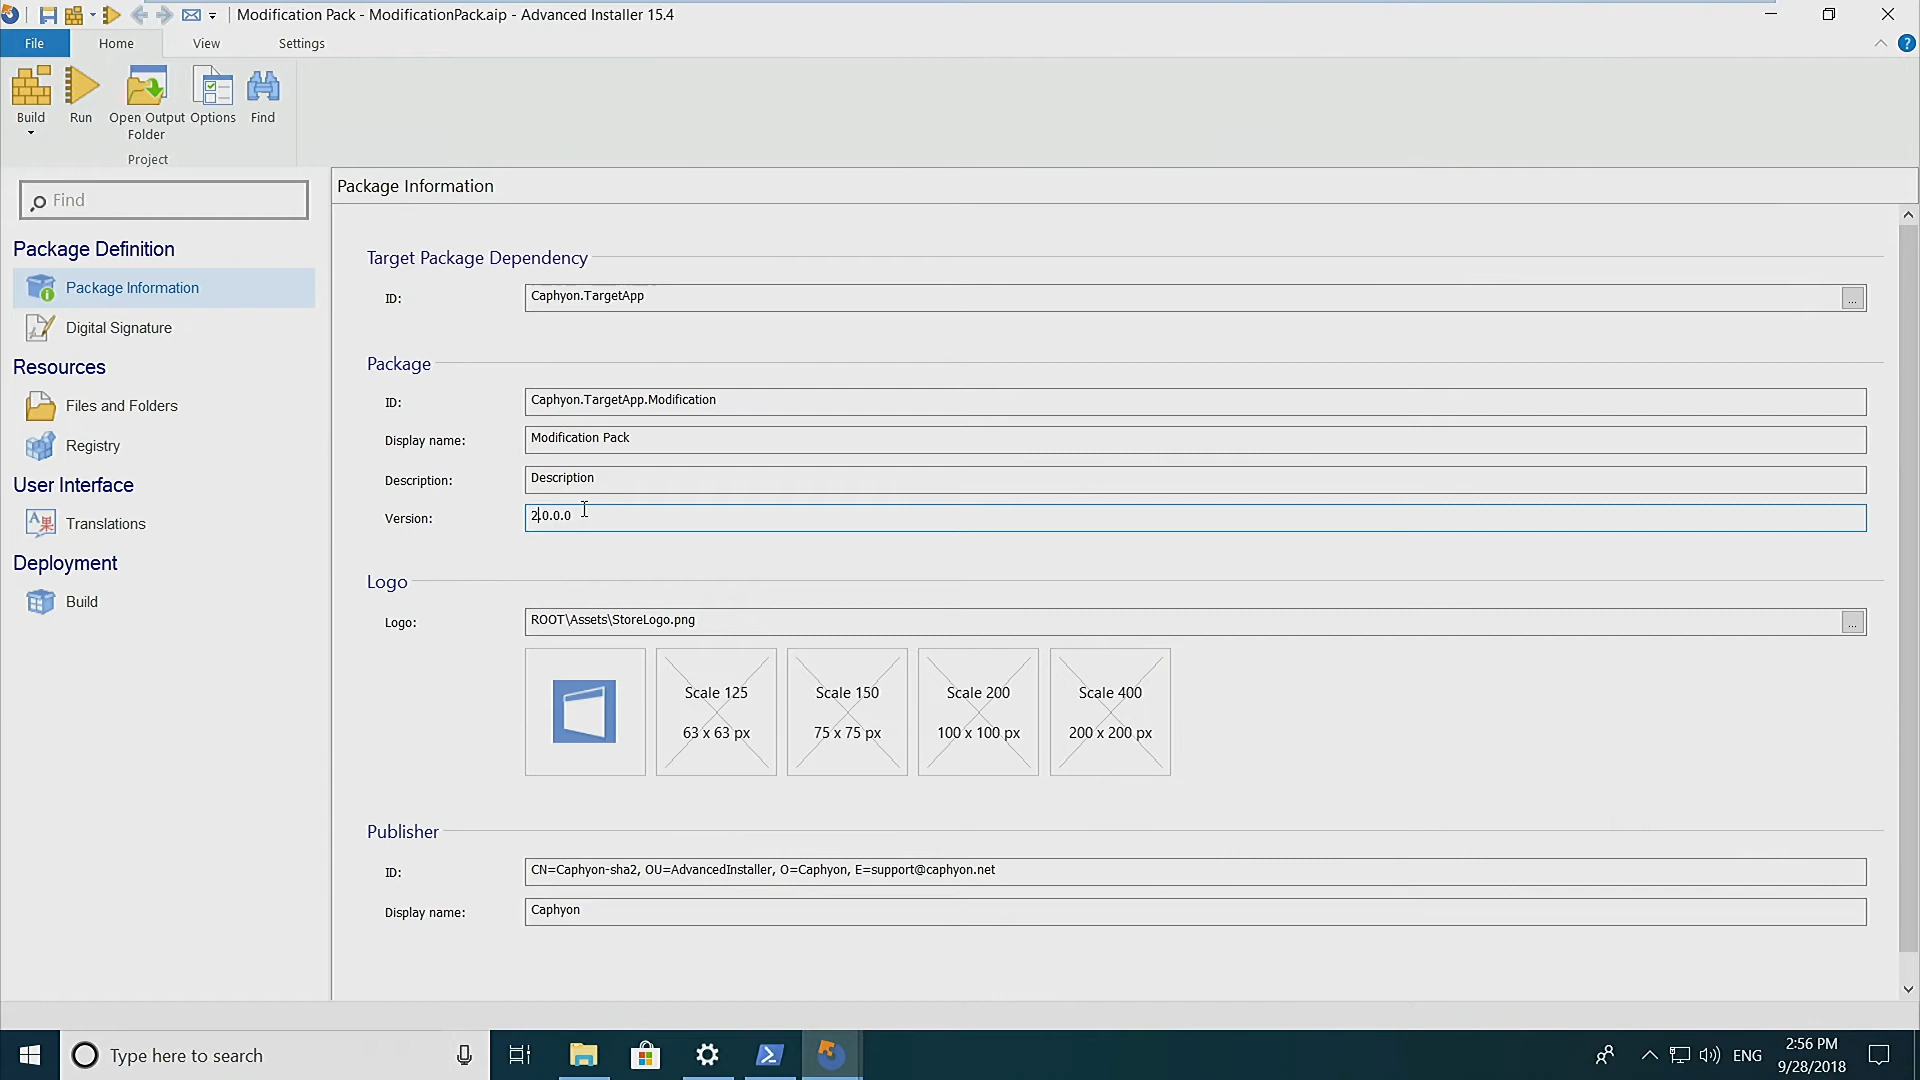 Modification Pack - ModificationPack.aip - Advanced Installer 15.4
File Home View Settings
Build Run Open Output Folder Options Find
Project
Find
Package Definition
Package Information
Digital Signature
Resources
Files and Folders
Registry
User Interface
Translations
Deployment
Build
Package Information
Target Package Dependency
ID: Caphyon.TargetApp ...
Package
ID: Caphyon.TargetApp.Modification
Display name: Modification Pack
Description: Description
Version: 2.0.0.0
Logo
Logo: ROOT\Assets\StoreLogo.png ...
Scale 125 Scale 150 Scale 200 Scale 400
63 x 63 px 75 x 75 px 100 x 100 px 200 x 200 px
Publisher
ID: CN=Caphyon-sha2, OU=AdvancedInstaller, O=Caphyon, E=support@caphyon.net
Display name: Caphyon
Type here to search
ENG
2:56 PM
9/28/2018